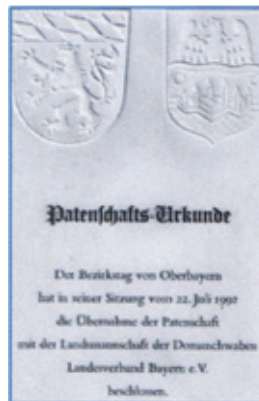 Patenschafts-Urkunde
Der Bezirkstag von Oberbayern
hat in seiner Sitzung vom 22. Juli 1992
die Übernahme der Patenschaft
mit der Landsmannschaft der Donauschwaben
Landesverband Bayern e.V.
beschlossen.